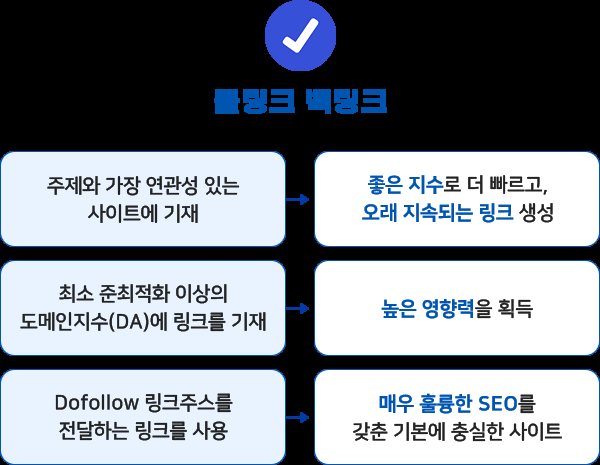 풀링크 백링크
주제와 가장 연관성 있는
사이트에 기재
좋은 지수로 더 빠르고,
오래 지속되는 링크 생성
최소 준최적화 이상의
도메인지수(DA)에 링크를 기재
높은 영향력을 획득
Dofollow 링크주스를
전달하는 링크를 사용
매우 훌륭한 SEO를
갖춘 기본에 충실한 사이트